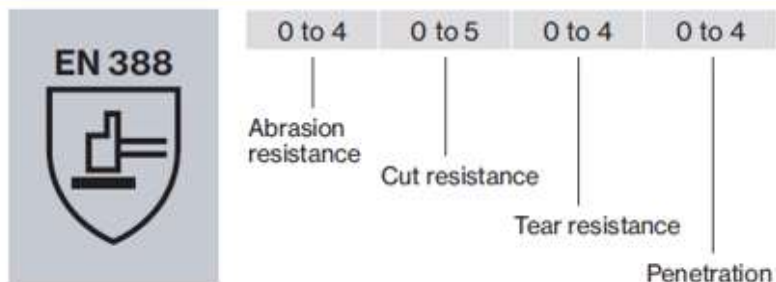 EN 388
0 to 4 0 to 5 0 to 4 0 to 4
Abrasion
resistance
Cut resistance
Tear resistance
Penetration